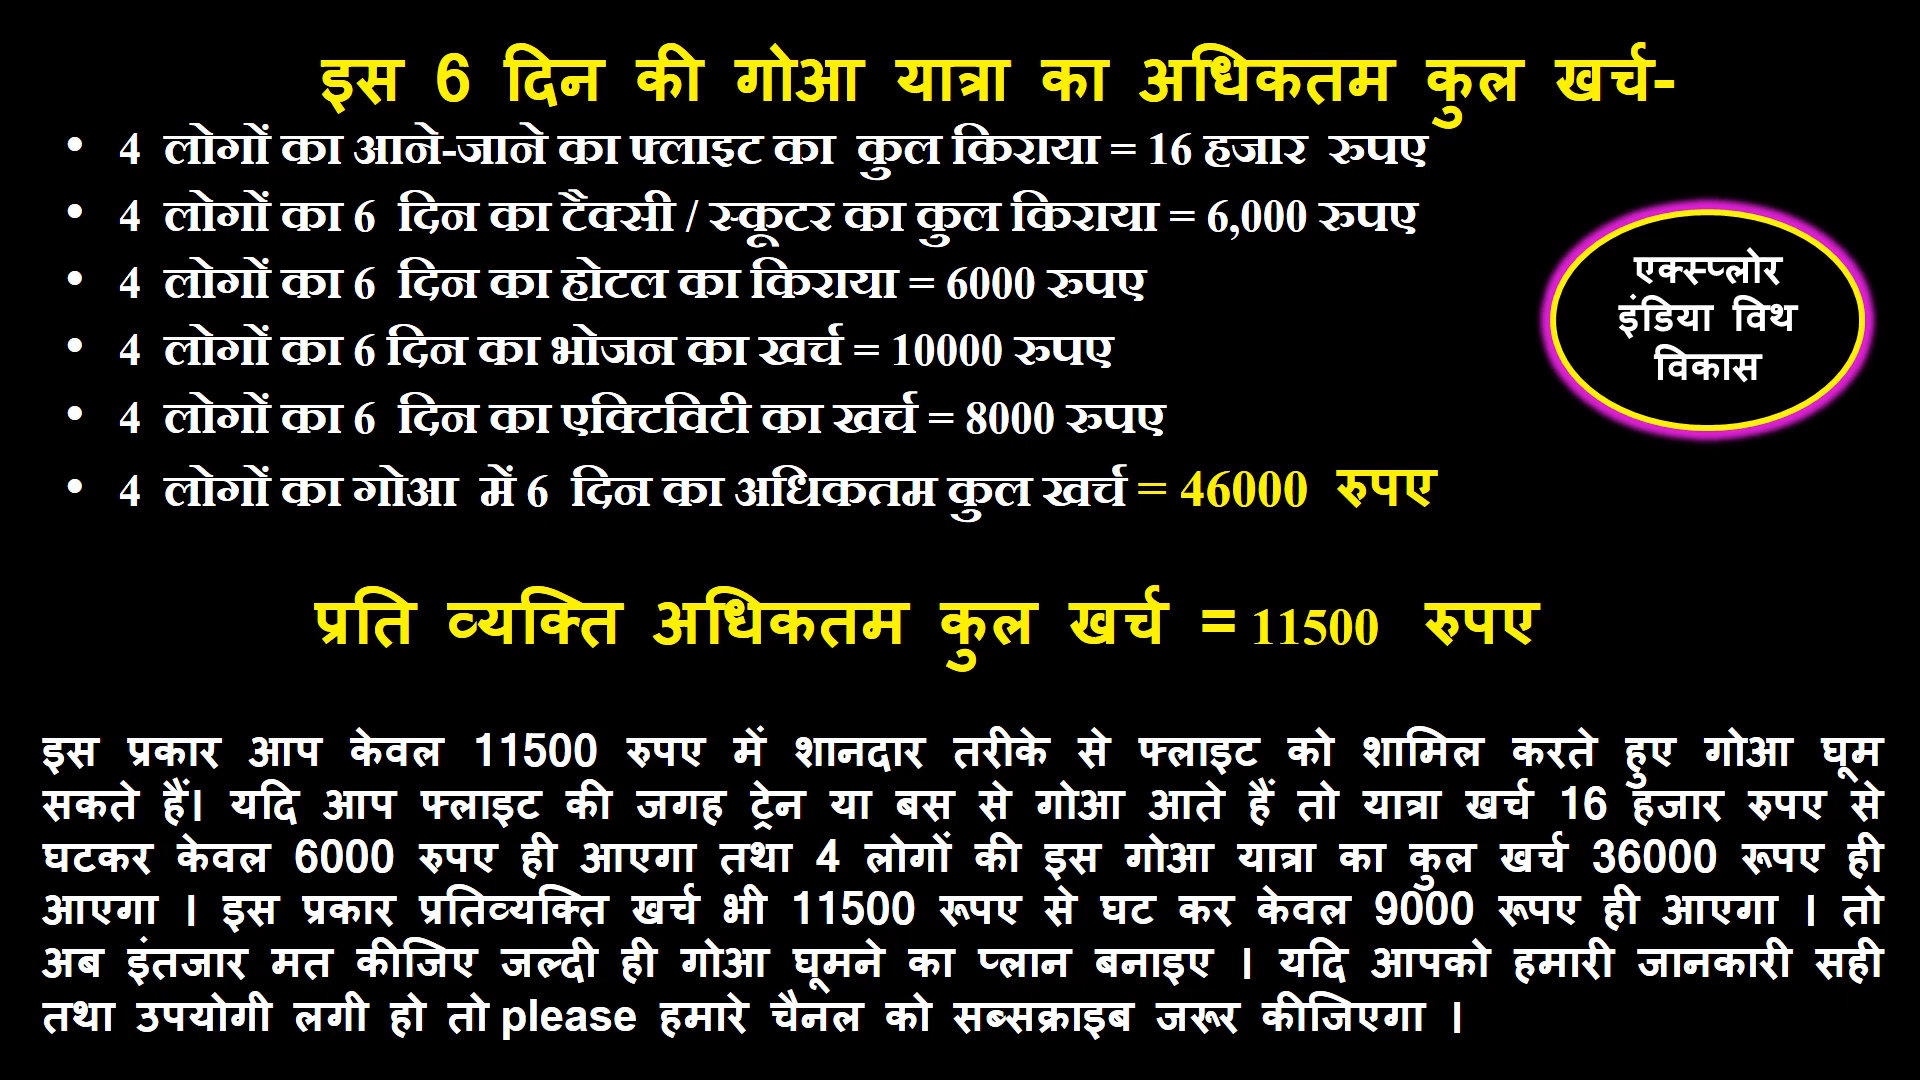 इस 6 दिन की गोआ यात्रा का अधिकतम कुल खर्च-
• 4 लोगों का आने-जाने का फ्लाइट का कुल किराया = 16 हजार रुपए
• 4 लोगों का 6 दिन का टैक्सी / स्कूटर का कुल किराया = 6,000 रुपए
• 4 लोगों का 6 दिन का होटल का किराया = 6000 रुपए
• 4 लोगों का 6 दिन का भोजन का खर्च = 10000 रुपए
• 4 लोगों का 6 दिन का एक्टिविटी का खर्च = 8000 रुपए
• 4 लोगों का गोआ में 6 दिन का अधिकतम कुल खर्च = 46000 रुपए
एक्स्प्लोर
इंडिया विथ
विकास
प्रति व्यक्ति अधिकतम कुल खर्च = 11500 रुपए
इस प्रकार आप केवल 11500 रुपए में शानदार तरीके से फ्लाइट को शामिल करते हुए गोआ घूम
सकते हैं। यदि आप फ्लाइट की जगह ट्रेन या बस से गोआ आते हैं तो यात्रा खर्च 16 हजार रुपए से
घटकर केवल 6000 रुपए ही आएगा तथा 4 लोगों की इस गोआ यात्रा का कुल खर्च 36000 रूपए ही
आएगा । इस प्रकार प्रतिव्यक्ति खर्च भी 11500 रूपए से घट कर केवल 9000 रूपए ही आएगा । तो
अब इंतजार मत कीजिए जल्दी ही गोआ घूमने का प्लान बनाइए । यदि आपको हमारी जानकारी सही
तथा उपयोगी लगी हो तो please हमारे चैनल को सब्सक्राइब जरूर कीजिएगा ।